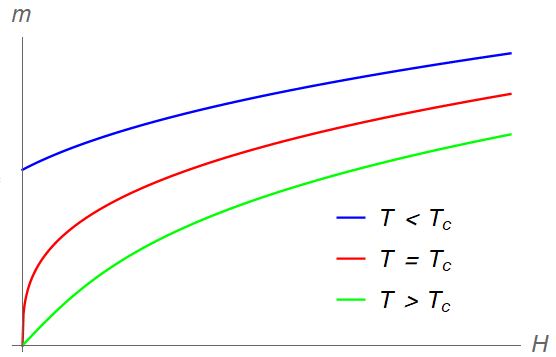 m
T < Tc
T = Tc
T > Tc
H